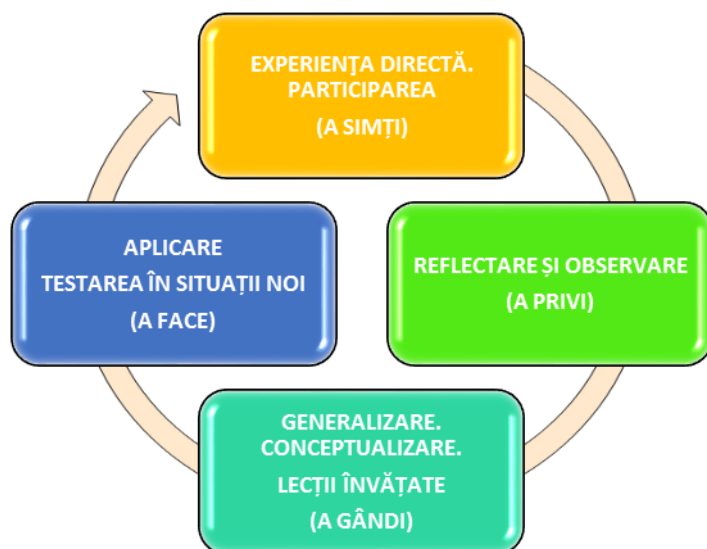 EXPERIENŢA DIRECTĂ.
PARTICIPAREA
(A SIMȚI)
REFLECTARE ȘI OBSERVARE
(A PRIVI)
GENERALIZARE.
CONCEPTUALIZARE.
LECȚII ÎNVĂȚATE
(A GÂNDI)
APLICARE
TESTAREA ÎN SITUAȚII NOI
(A FACE)